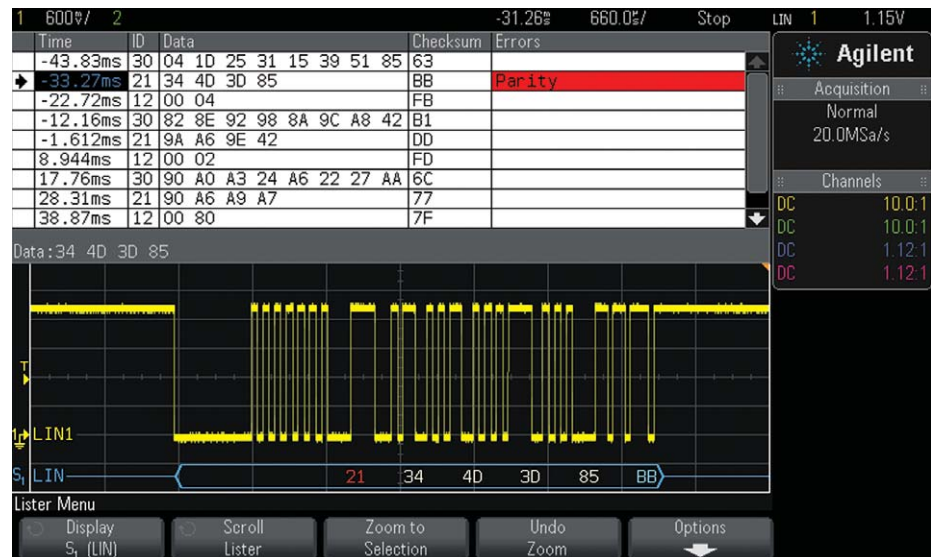 1 600♥/ 2 -31.26ms 660.0s/ Stop LIN 1 1.15V
Time ID Data Checksum Errors
-43.83ms 30 04 1D 25 31 15 39 51 85 63
-33.27ms 21 34 4D 3D 85 BB Parity
-22.72ms 12 00 04 FB
-12.16ms 30 82 8E 92 98 8A 9C A8 42 B1
-1.612ms 21 9A A6 9E 42 DD
8.944ms 12 00 02 FD
17.76ms 30 90 A0 A3 24 A6 22 27 AA 6C
28.31ms 21 90 A6 A9 A7 77
38.87ms 12 00 80 7F
Data:34 4D 3D 85
Agilent
Acquisition
Normal
20.0MSa/s
Channels
DC 10.0:1
DC 10.0:1
DC 1.12:1
DC 1.12:1
T
1 LIN1
S1 LIN 21 34 4D 3D 85 BB
Lister Menu
Display Scroll Zoom to Undo Options
S1 (LIN) Lister Selection Zoom